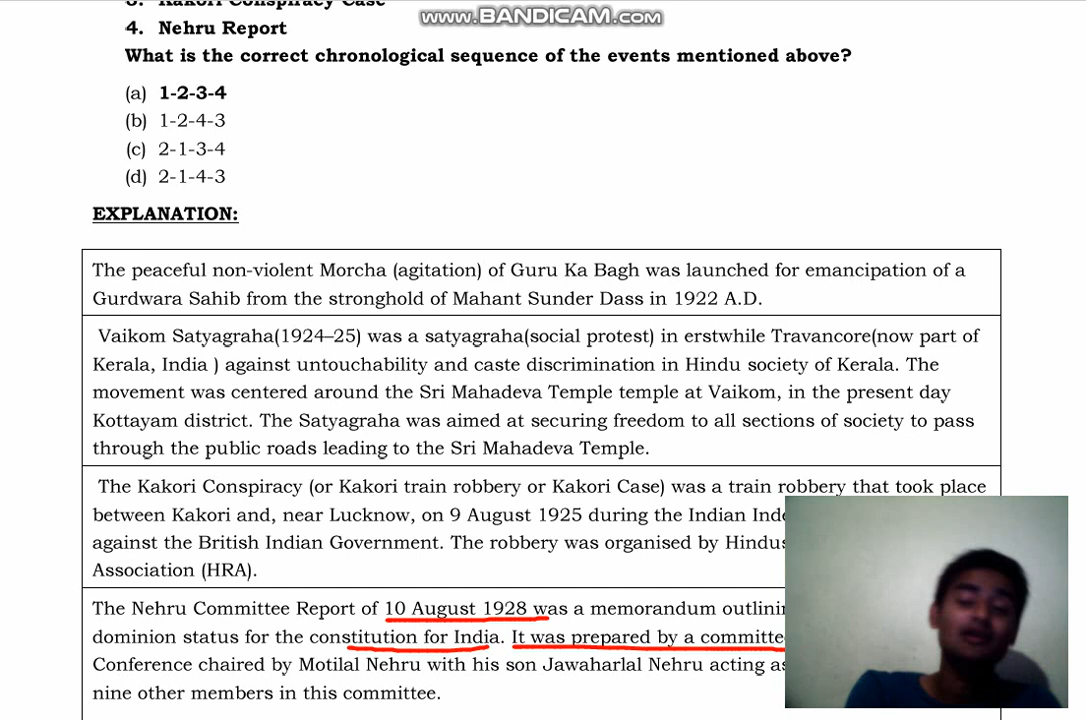 3. Kakori Conspiracy Case
www.BANDICAM.com
4. Nehru Report
What is the correct chronological sequence of the events mentioned above?
(a) 1-2-3-4
(b) 1-2-4-3
(c) 2-1-3-4
(d) 2-1-4-3
EXPLANATION:
The peaceful non-violent Morcha (agitation) of Guru Ka Bagh was launched for emancipation of a
Gurdwara Sahib from the stronghold of Mahant Sunder Dass in 1922 A.D.
Vaikom Satyagraha(1924–25) was a satyagraha(social protest) in erstwhile Travancore(now part of
Kerala, India ) against untouchability and caste discrimination in Hindu society of Kerala. The
movement was centered around the Sri Mahadeva Temple temple at Vaikom, in the present day
Kottayam district. The Satyagraha was aimed at securing freedom to all sections of society to pass
through the public roads leading to the Sri Mahadeva Temple.
The Kakori Conspiracy (or Kakori train robbery or Kakori Case) was a train robbery that took place
between Kakori and, near Lucknow, on 9 August 1925 during the Indian
against the British Indian Government. The robbery was organised by
Association (HRA).
The Nehru Committee Report of 10 August 1928 was a memorandum
dominion status for the constitution for India. It was prepared by a
Conference chaired by Motilal Nehru with his son Jawaharlal Nehru acting
nine other members in this committee.